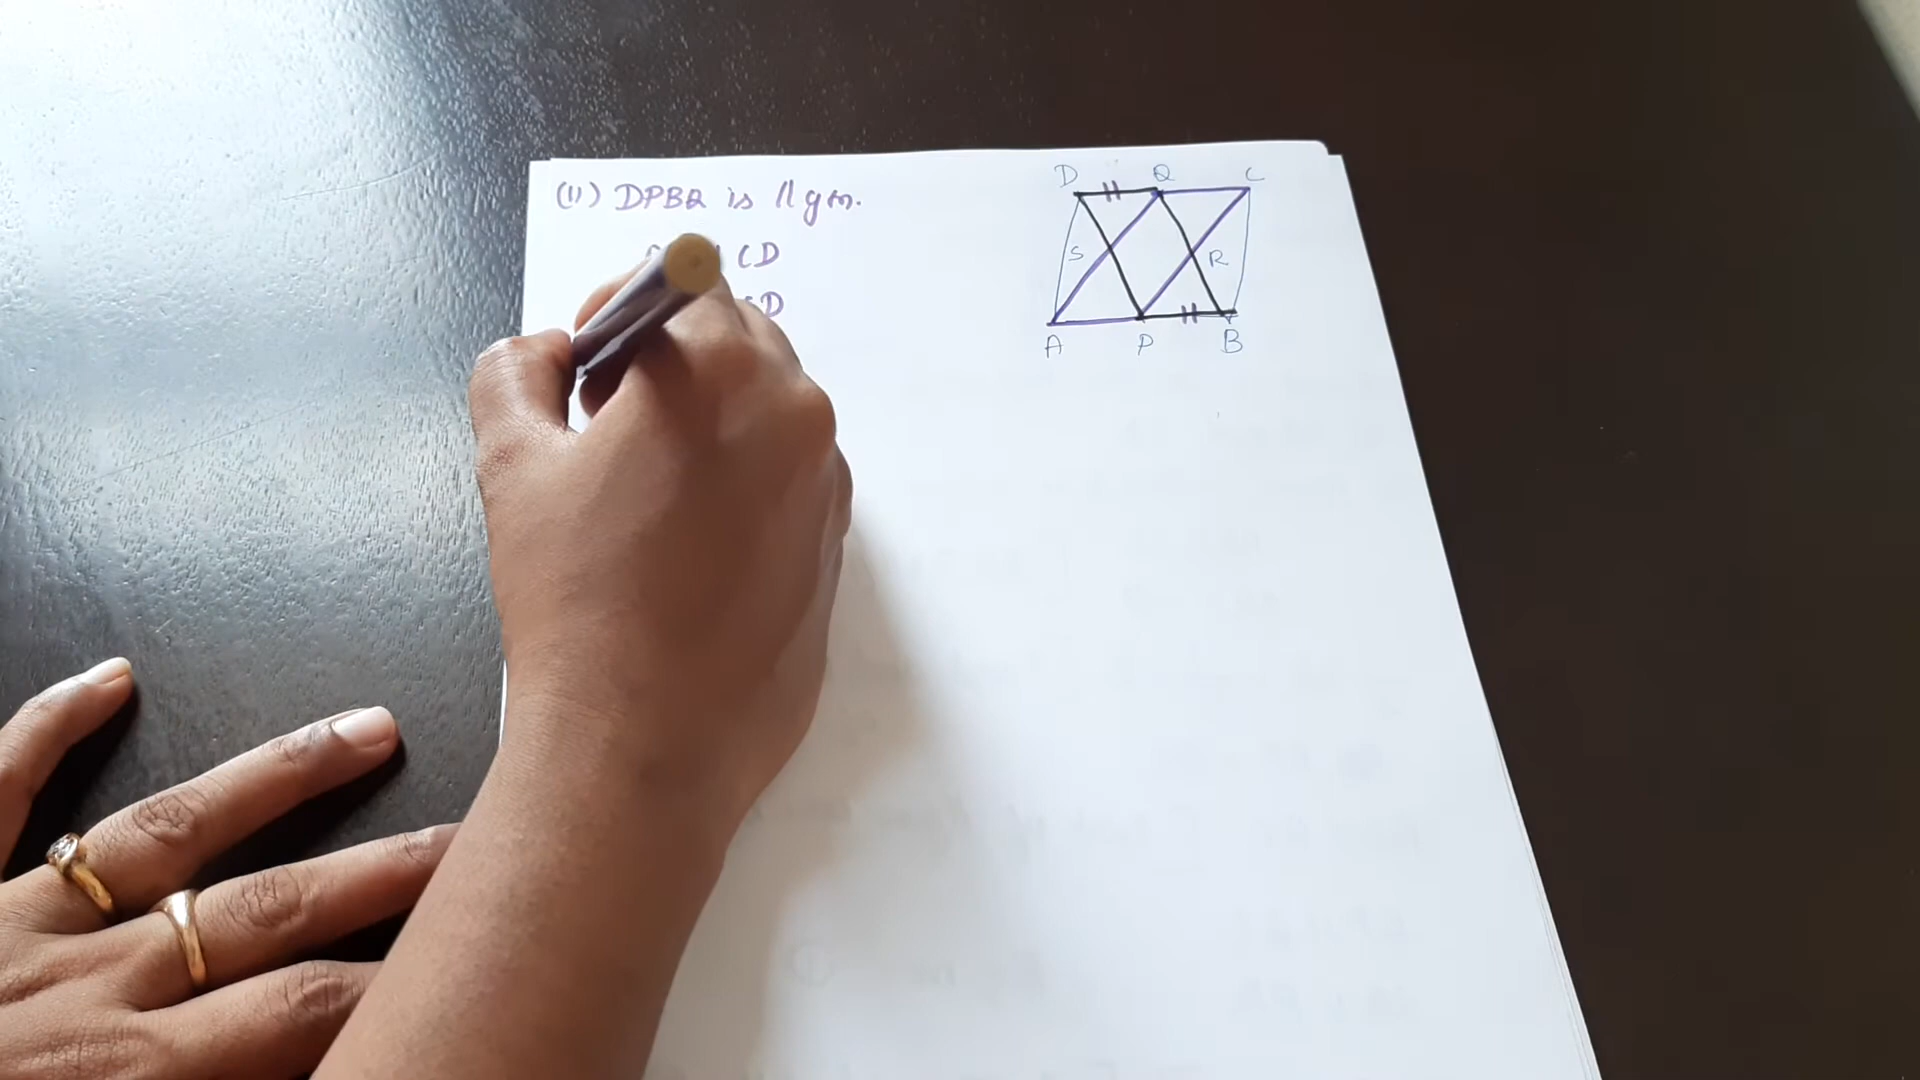 (ii) DPBQ is ||gm.
CD
D
D Q C
S R
A P B